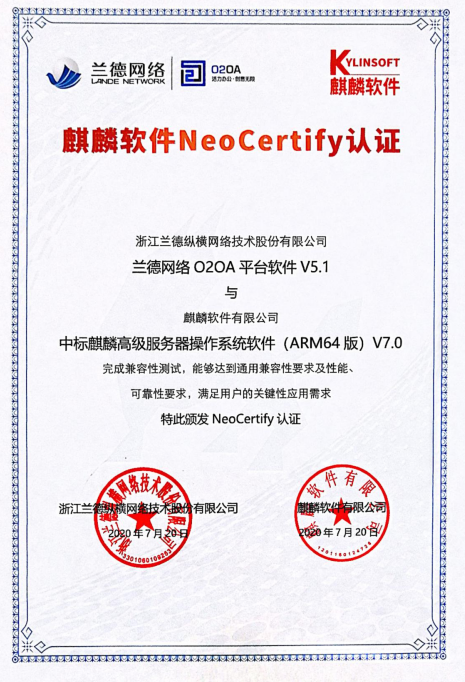 兰德网络
LANDE NETWORK
O2OA
活力办公·创意无限
KYLINSOFT
麒麟软件
麒麟软件NeoCertify认证
浙江兰德纵横网络技术股份有限公司
兰德网络 O2OA 平台软件 V5.1
与
麒麟软件有限公司
中标麒麟高级服务器操作系统软件（ARM64 版）V7.0
完成兼容性测试，能够达到通用兼容性要求及性能、
可靠性要求，满足用户的关键性应用需求
特此颁发 NeoCertify 认证
浙江兰德纵横网络技术股份有限公司
2020 年 7 月 20 日
麒麟软件有限公司
2020 年 7 月 20 日